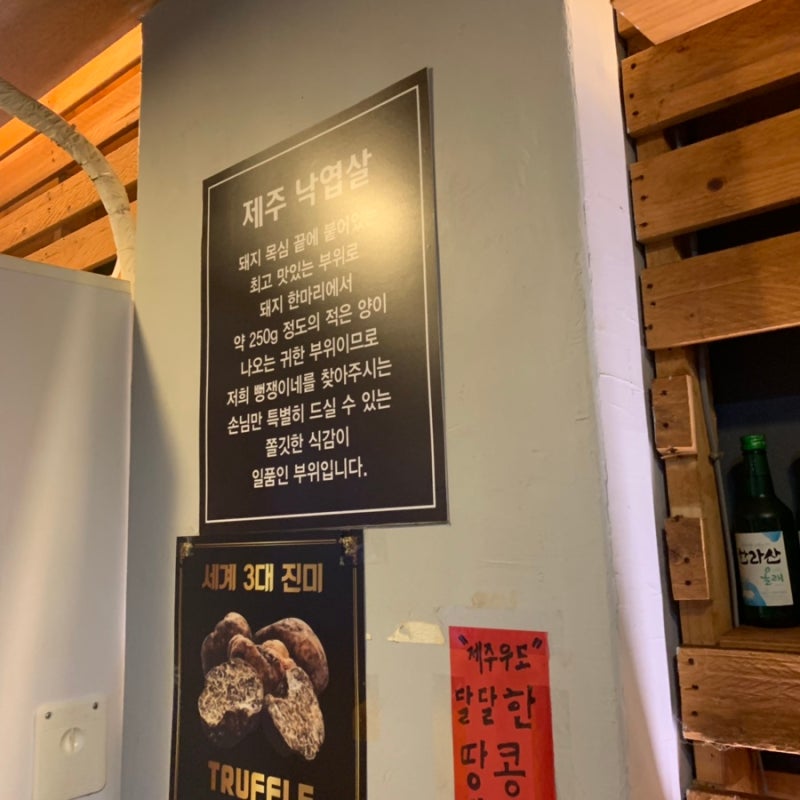 제주 낙엽살
돼지 목심 끝에 붙어있는
최고 맛있는 부위로
돼지 한마리에서
약 250g 정도의 적은 양이
나오는 귀한 부위이므로
저희 뻥쟁이네를 찾아주시는
손님만 특별히 드실 수 있는
쫄깃한 식감이
일품인 부위입니다.
세계 3대 진미
TRUFFLE
"제주우도"
달달한
땅콩
한라산
올래